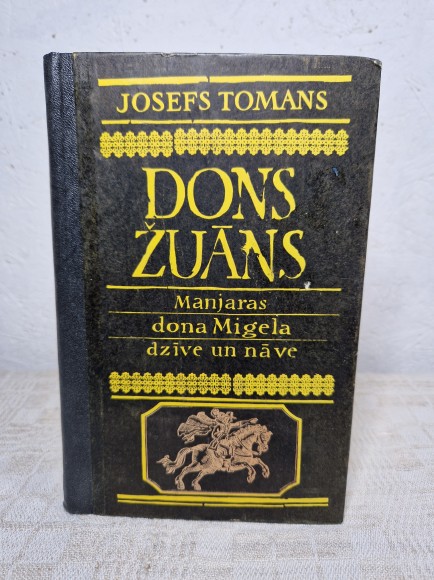 JOSEFS TOMANS
DONS
ŽUĀNS
Manjaras
dona Migela
dzīve un nāve